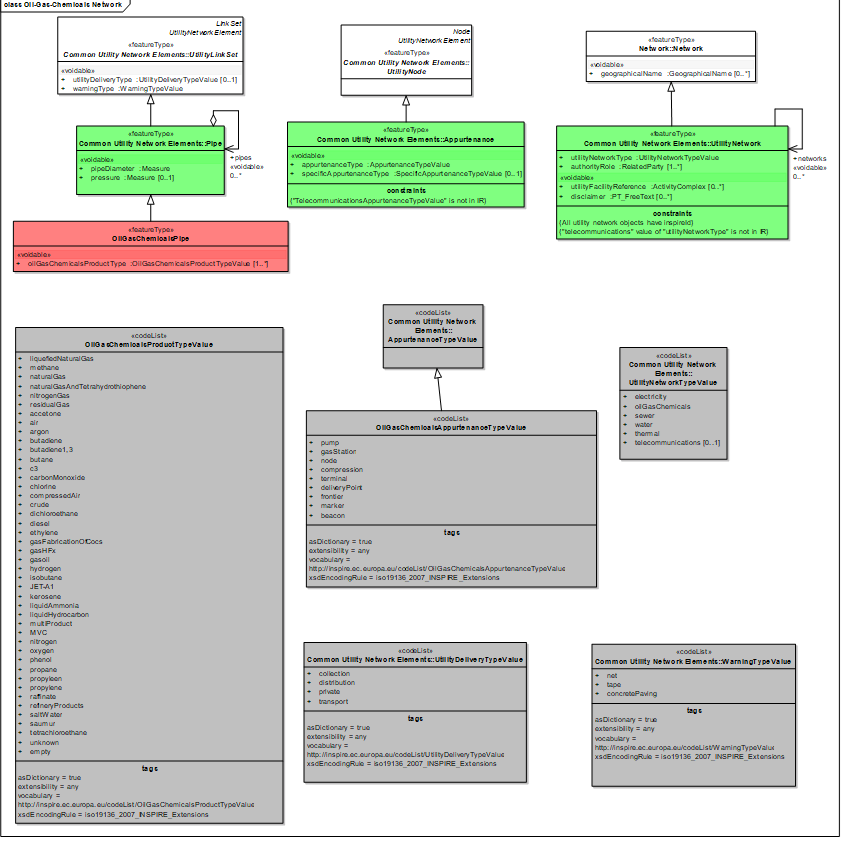 class Oil-Gas-Chemicals Network
Link Set
UtilityNetworkElement
«featureType»
Common Utility Network Elements::UtilityLinkSet
«voidable»
+ utilityDeliveryType :UtilityDeliveryTypeValue [0..1]
+ warningType :WarningTypeValue
Node
UtilityNetworkElement
«featureType»
Common Utility Network Elements::
UtilityNode
«featureType»
Network::Network
«voidable»
+ geographicalName :GeographicalName [0..*]
«featureType»
Common Utility Network Elements::Pipe
«voidable»
+ pipeDiameter :Measure
+ pressure :Measure [0..1]
+pipes
«voidable»
0..*
«featureType»
Common Utility Network Elements::Appurtenance
«voidable»
+ appurtenanceType :AppurtenanceTypeValue
+ specificAppurtenanceType :SpecificAppurtenanceTypeValue [0..1]
constraints
{"TelecommunicationsAppurtenanceTypeValue" is not in IR}
«featureType»
Common Utility Network Elements::UtilityNetwork
+ utilityNetworkType :UtilityNetworkTypeValue
+ authorityRole :RelatedParty [1..*]
«voidable»
+ utilityFacilityReference :ActivityComplex [0..*]
+ disclaimer :PT_FreeText [0..*]
constraints
{All utility network objects have inspireId}
{"telecommunications" value of "utilityNetworkType" is not in IR}
+networks
«voidable»
0..*
«featureType»
OilGasChemicalsPipe
«voidable»
+ oilGasChemicalsProductType :OilGasChemicalsProductTypeValue [1..*]
«codeList»
OilGasChemicalsProductTypeValue
+ liquefiedNaturalGas
+ methane
+ naturalGas
+ naturalGasAndTetrahydrothiophene
+ nitrogenGas
+ residualGas
+ accetone
+ air
+ argon
+ butadiene
+ butadiene1,3
+ butane
+ c3
+ carbonMonoxide
+ chlorine
+ compressedAir
+ crude
+ dichloroethane
+ diesel
+ ethylene
+ gasFabricationOfCocs
+ gasHFx
+ gasoil
+ hydrogen
+ isobutane
+ JET-A1
+ kerosene
+ liquidAmmonia
+ liquidHydrocarbon
+ multiProduct
+ MVC
+ nitrogen
+ oxygen
+ phenol
+ propane
+ propyleen
+ propylene
+ raffinate
+ refineryProducts
+ saltWater
+ saumur
+ tetrachloroethane
+ unknown
+ empty
tags
asDictionary = true
extensibility = any
vocabulary =
http://inspire.ec.europa.eu/codeList/OilGasChemicalsProductTypeValue
xsdEncodingRule = iso19136_2007_INSPIRE_Extensions
«codeList»
Common Utility Network
Elements::
AppurtenanceTypeValue
«codeList»
OilGasChemicalsAppurtenanceTypeValue
+ pump
+ gasStation
+ node
+ compression
+ terminal
+ deliveryPoint
+ frontier
+ marker
+ beacon
tags
asDictionary = true
extensibility = any
vocabulary =
http://inspire.ec.europa.eu/codeList/OilGasChemicalsAppurtenanceTypeValue
xsdEncodingRule = iso19136_2007_INSPIRE_Extensions
«codeList»
Common Utility Network
Elements::
UtilityNetworkTypeValue
+ electricity
+ oilGasChemicals
+ sewer
+ water
+ thermal
+ telecommunications [0..1]
«codeList»
Common Utility Network Elements::UtilityDeliveryTypeValue
+ collection
+ distribution
+ private
+ transport
tags
asDictionary = true
extensibility = any
vocabulary =
http://inspire.ec.europa.eu/codeList/UtilityDeliveryTypeValue
xsdEncodingRule = iso19136_2007_INSPIRE_Extensions
«codeList»
Common Utility Network Elements::WarningTypeValue
+ net
+ tape
+ concretePaving
tags
asDictionary = true
extensibility = any
vocabulary =
http://inspire.ec.europa.eu/codeList/WarningTypeValue
xsdEncodingRule = iso19136_2007_INSPIRE_Extensions